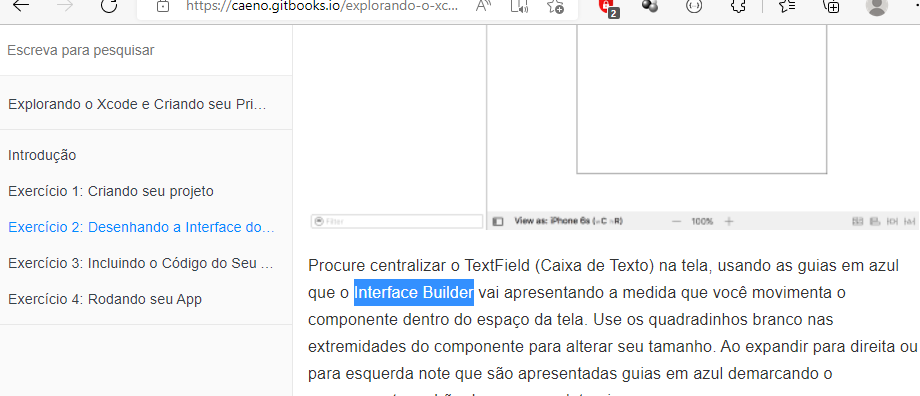 https://caeno.gitbooks.io/explorando-o-xc...
2
Escreva para pesquisar
Explorando o Xcode e Criando seu Pri...
Introdução
Exercício 1: Criando seu projeto
Exercício 2: Desenhando a Interface do...
Exercício 3: Incluindo o Código do Seu ...
Exercício 4: Rodando seu App
Filter
View as: iPhone 6s (wC hR)
— 100% +
Procure centralizar o TextField (Caixa de Texto) na tela, usando as guias em azul
que o Interface Builder vai apresentando a medida que você movimenta o
componente dentro do espaço da tela. Use os quadradinhos branco nas
extremidades do componente para alterar seu tamanho. Ao expandir para direita ou
para esquerda note que são apresentadas guias em azul demarcando o